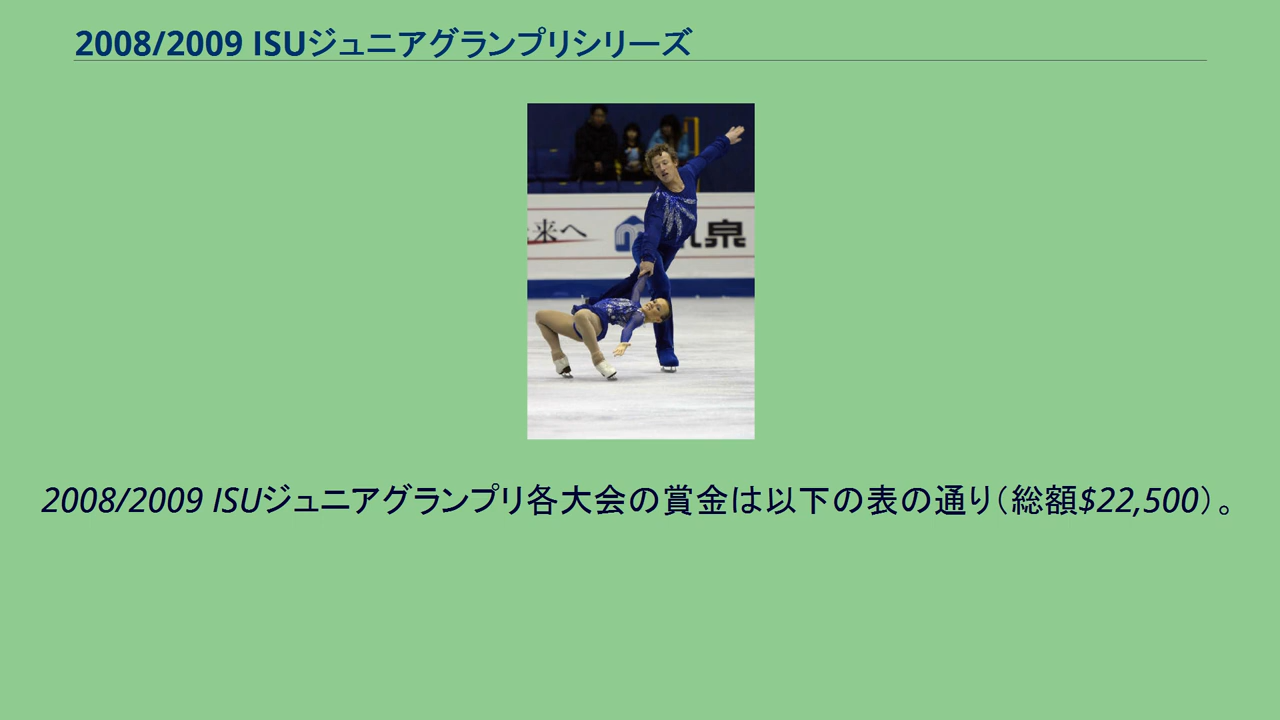 2008/2009 ISUジュニアグランプリシリーズ
来へ
泉
2008/2009 ISUジュニアグランプリ各大会の賞金は以下の表の通り（総額$22,500）。